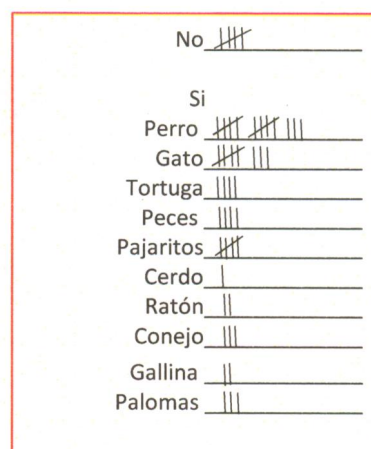 No
Si
Perro
Gato
Tortuga
Peces
Pajaritos
Cerdo
Ratón
Conejo
Gallina
Palomas